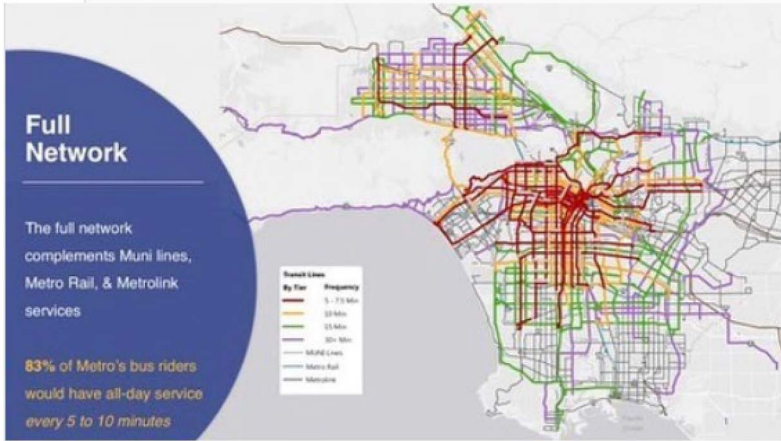 Full
Network
The full network
complements Muni lines,
Metro Rail, & Metrolink
services
83% of Metro's bus riders
would have all-day service
every 5 to 10 minutes
Transit Lines
By Tier Frequency
5 - 7.5 Min
10 Min
15 Min
30+ Min
MUNI Lines
Metro Rail
Metrolink